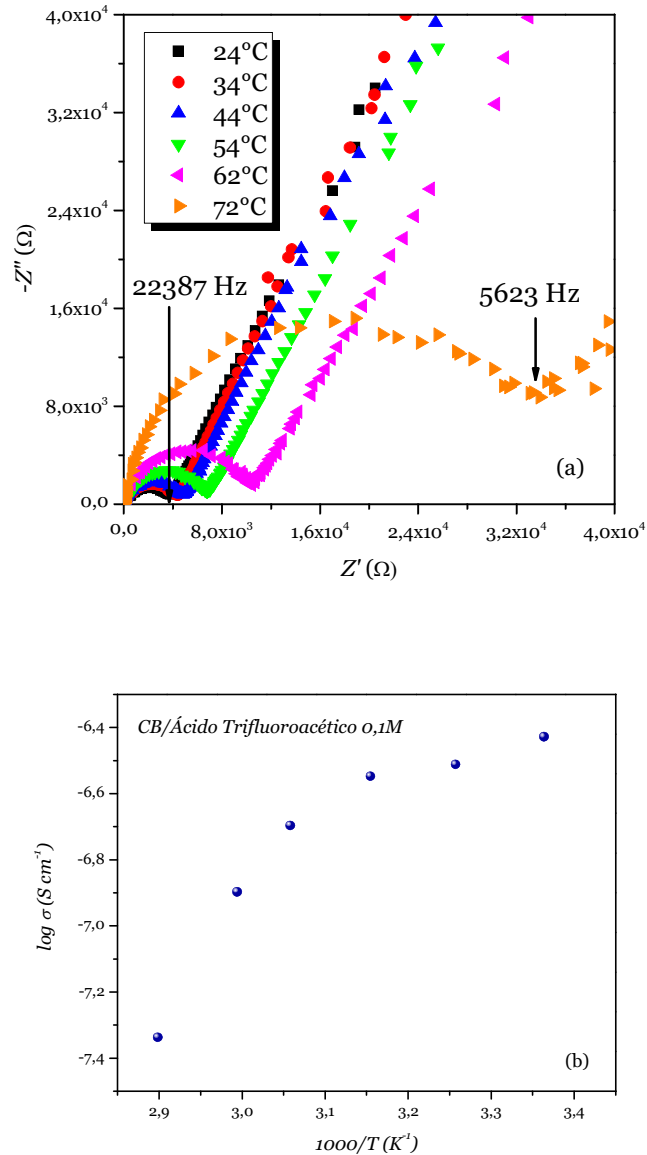 4,0x10⁴
3,2x10⁴
2,4x10⁴
1,6x10⁴
8,0x10³
0,0
-Z'' (Ω)
24°C
34°C
44°C
54°C
62°C
72°C
22387 Hz
5623 Hz
(a)
0,0 8,0x10³ 1,6x10⁴ 2,4x10⁴ 3,2x10⁴ 4,0x10⁴
Z' (Ω)
CB/Ácido Trifluoroacético 0,1M
-6,4
-6,6
-6,8
-7,0
-7,2
-7,4
log σ (S cm⁻¹)
(b)
2,9 3,0 3,1 3,2 3,3 3,4
1000/T (K⁻¹)